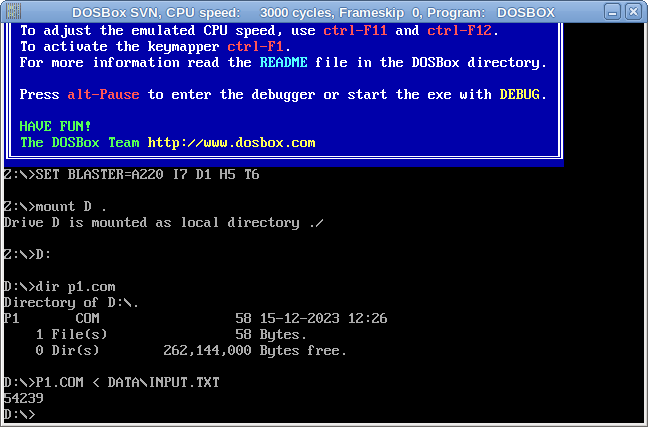 DOSBox SVN, CPU speed: 3000 cycles, Frameskip 0, Program: DOSBOX
To adjust the emulated CPU speed, use ctrl-F11 and ctrl-F12.
To activate the keymapper ctrl-F1.
For more information read the README file in the DOSBox directory.
Press alt-Pause to enter the debugger or start the exe with DEBUG.
HAVE FUN!
The DOSBox Team http://www.dosbox.com
Z:\>SET BLASTER=A220 I7 D1 H5 T6
Z:\>mount D .
Drive D is mounted as local directory ./
Z:\>D:
D:\>dir p1.com
Directory of D:\.
P1 COM 58 15-12-2023 12:26
1 File(s) 58 Bytes.
0 Dir(s) 262,144,000 Bytes free.
D:\>P1.COM < DATA\INPUT.TXT
54239
D:\>